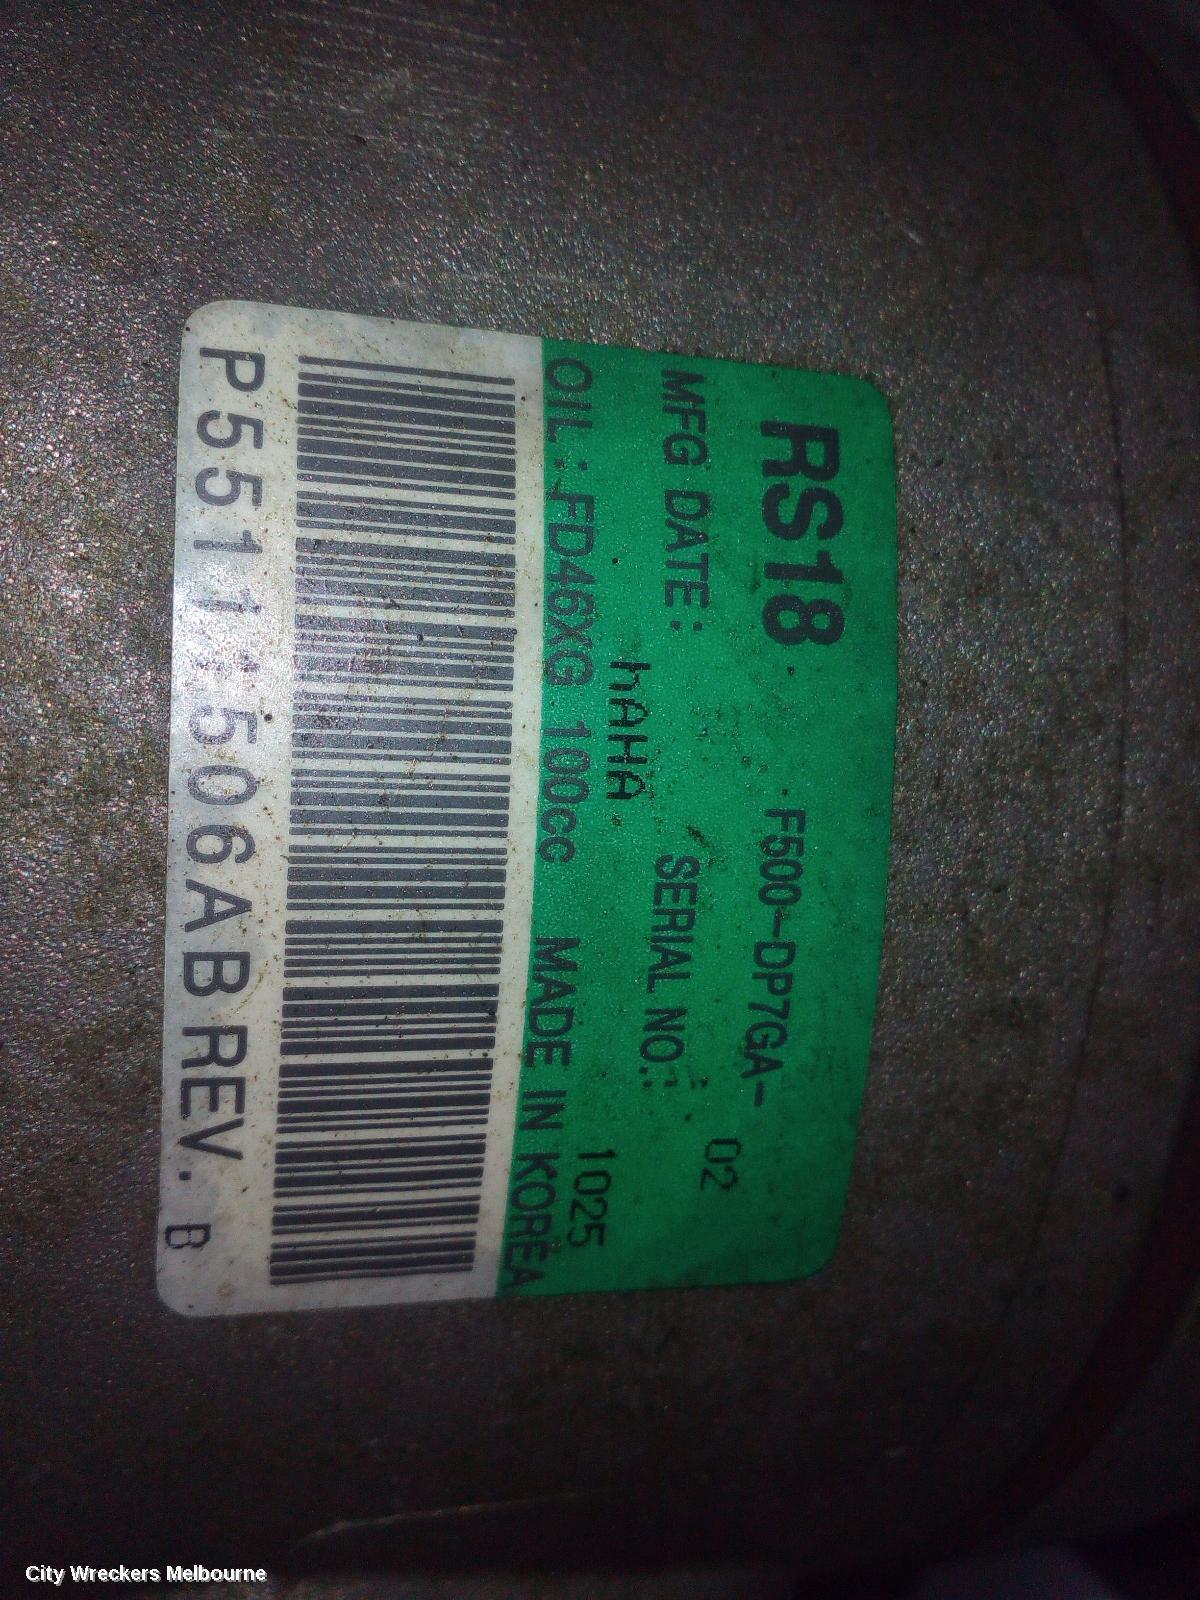 RS18 F500-DP7GA-
02
MFG DATE: SERIAL NO.:
hAHA 1025
OIL: FD46XG 100cc MADE IN KOREA
P55111506AB REV. B
City Wreckers Melbourne